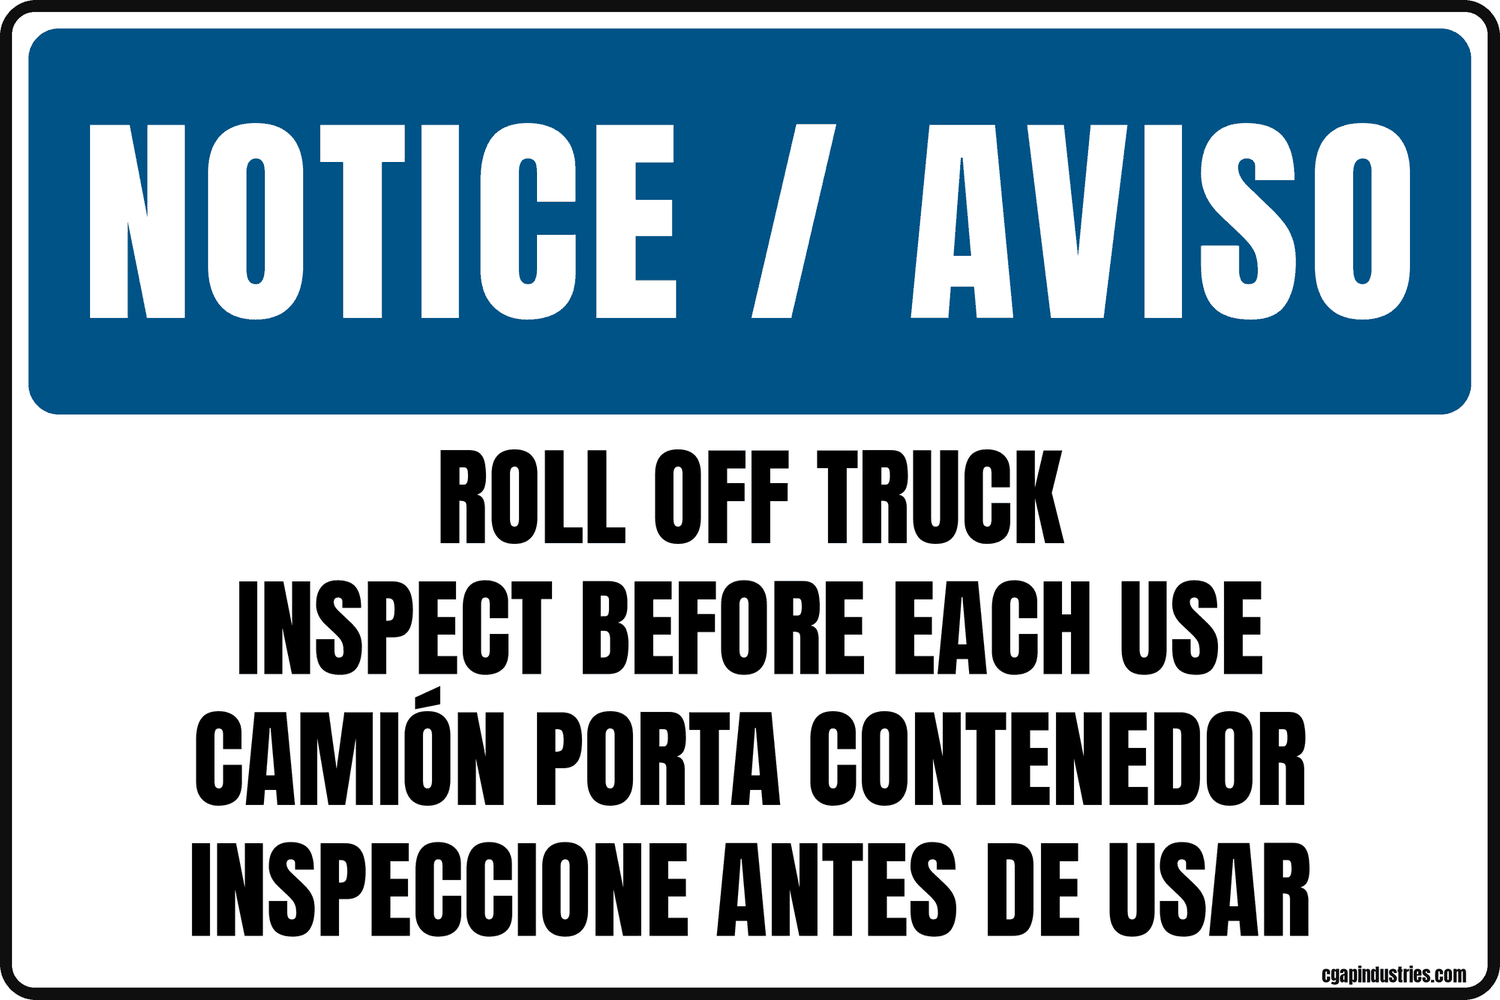 NOTICE / AVISO
ROLL OFF TRUCK
INSPECT BEFORE EACH USE
CAMIÓN PORTA CONTENEDOR
INSPECCIONE ANTES DE USAR
cgapindustries.com